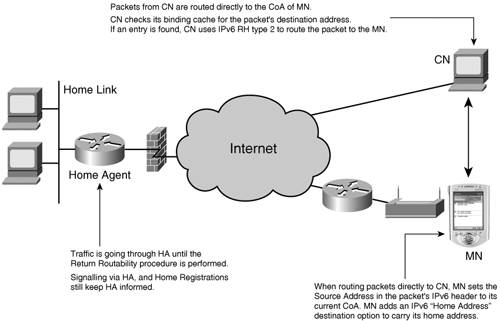 Packets from CN are routed directly to the CoA of MN.
CN checks its binding cache for the packet's destination address.
If an entry is found, CN uses IPv6 RH type 2 to route the packet to the MN.
CN
Home Link
Internet
Home Agent
MN
Traffic is going through HA until the
Return Routability procedure is performed.
Signalling via HA, and Home Registrations
still keep HA informed.
When routing packets directly to CN, MN sets the
Source Address in the packet's IPv6 header to its
current CoA. MN adds an IPv6 “Home Address”
destination option to carry its home address.